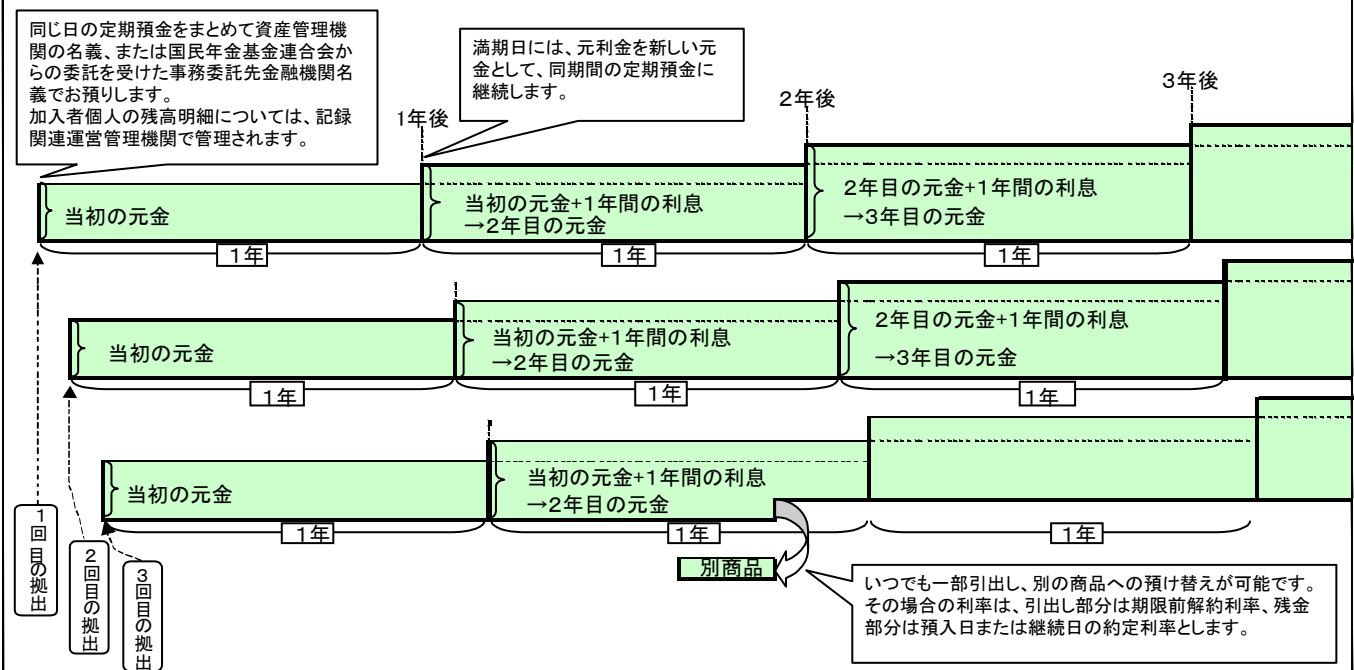 同じ日の定期預金をまとめて資産管理機
関の名義、または国民年金基金連合会か
らの委託を受けた事務委託先金融機関名
義でお預りします。
加入者個人の残高明細については、記録
関連運営管理機関で管理されます。
満期日には、元利金を新しい元
金として、同期間の定期預金に
継続します。
1年後
2年後
3年後
当初の元金
当初の元金+1年間の利息
→2年目の元金
2年目の元金+1年間の利息
→3年目の元金
1年
1年
1年
当初の元金
当初の元金+1年間の利息
→2年目の元金
2年目の元金+1年間の利息
→3年目の元金
1年
1年
1年
当初の元金
当初の元金+1年間の利息
→2年目の元金
1年
1年
1年
1回目の拠出
2回目の拠出
3回目の拠出
別商品
いつでも一部引出し、別の商品への預け替えが可能です。
その場合の利率は、引出し部分は期限前解約利率、残金
部分は預入日または継続日の約定利率とします。